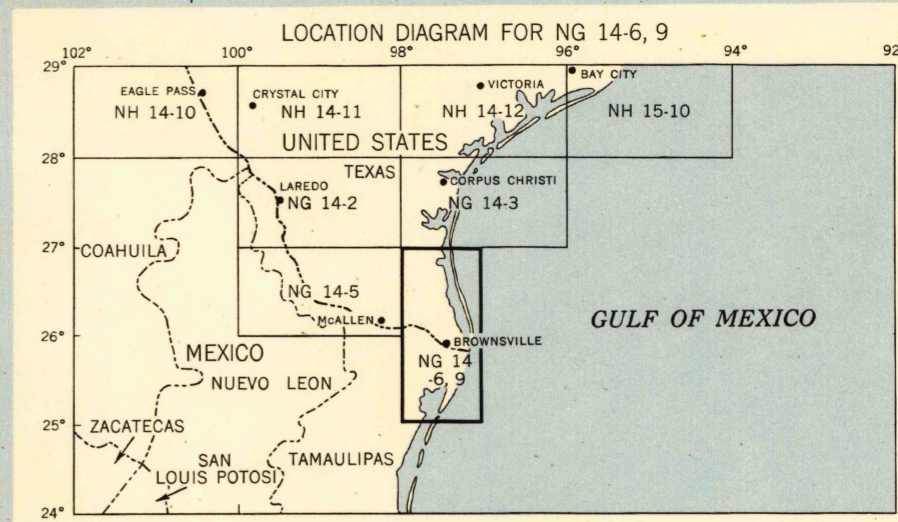 LOCATION DIAGRAM FOR NG 14-6, 9
102° 100° 98° 96° 94° 92
29°
EAGLE PASS
CRYSTAL CITY
VICTORIA
BAY CITY
NH 14-10
NH 14-11
NH 14-12
NH 15-10
UNITED STATES
28°
TEXAS
LAREDO
CORPUS CHRISTI
NG 14-2
NG 14-3
27°
COAHUILA
NG 14-5
McALLEN
GULF OF MEXICO
26°
BROWNSVILLE
MEXICO
NG 14
-6, 9
NUEVO LEON
25°
ZACATECAS
SAN
LOUIS POTOSI
TAMAULIPAS
24°